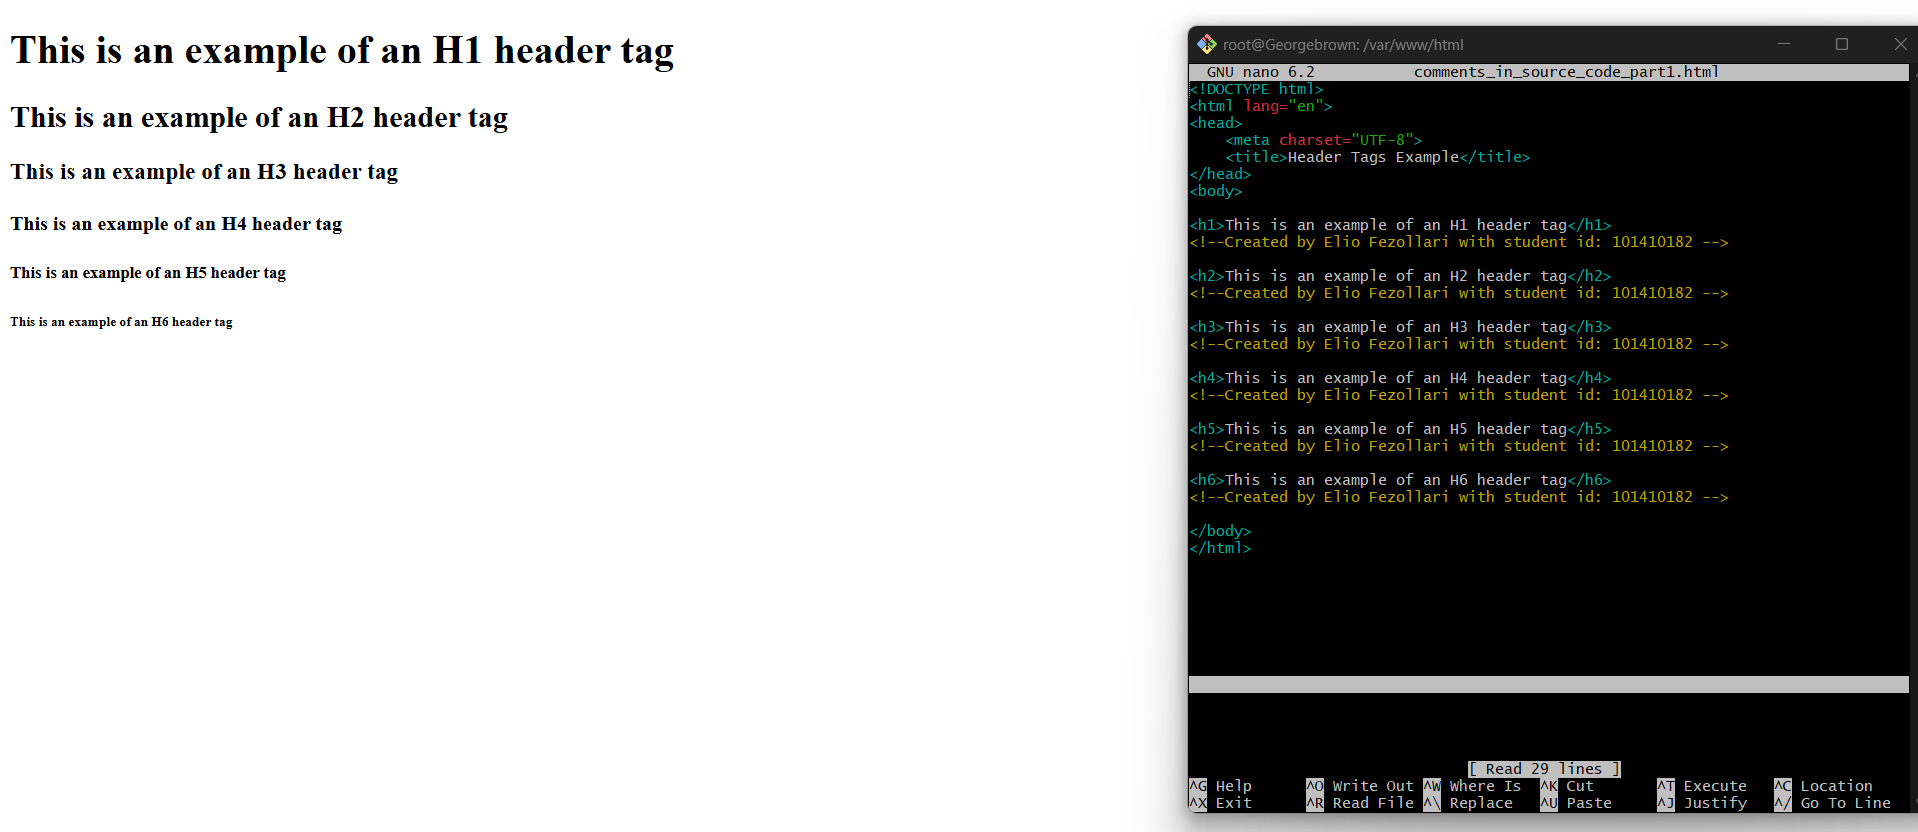 This is an example of an H1 header tag
This is an example of an H2 header tag
This is an example of an H3 header tag
This is an example of an H4 header tag
This is an example of an H5 header tag
This is an example of an H6 header tag
root@Georgebrown: /var/www/html
GNU nano 6.2 comments_in_source_code_part1.html
<!DOCTYPE html>
<html lang="en">
<head>
    <meta charset="UTF-8">
    <title>Header Tags Example</title>
</head>
<body>
<h1>This is an example of an H1 header tag</h1>
<!--Created by Elio Fezollari with student id: 101410182 -->
<h2>This is an example of an H2 header tag</h2>
<!--Created by Elio Fezollari with student id: 101410182 -->
<h3>This is an example of an H3 header tag</h3>
<!--Created by Elio Fezollari with student id: 101410182 -->
<h4>This is an example of an H4 header tag</h4>
<!--Created by Elio Fezollari with student id: 101410182 -->
<h5>This is an example of an H5 header tag</h5>
<!--Created by Elio Fezollari with student id: 101410182 -->
<h6>This is an example of an H6 header tag</h6>
<!--Created by Elio Fezollari with student id: 101410182 -->
</body>
</html>
[ Read 29 lines ]
^G Help ^O Write Out ^W Where Is ^K Cut ^T Execute ^C Location
^X Exit ^R Read File ^\ Replace ^U Paste ^J Justify ^/ Go To Line